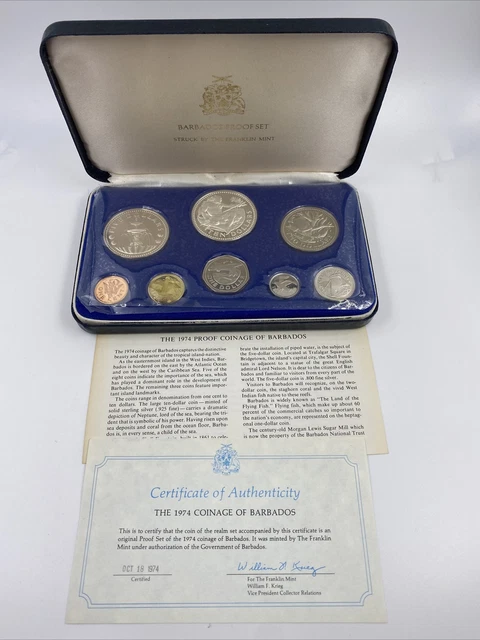 BARBADOS PROOF SET
STRUCK BY THE FRANKLIN MINT
TEN DOLLARS
ONE DOLLAR
THE 1974 PROOF COINAGE OF BARBADOS
The 1974 coinage of Barbados captures the distinctive
beauty and character of the tropical island-nation.
As the easternmost island in the West Indies, Bar-
bados is bordered on the east by the Atlantic Ocean
and on the west by the Caribbean Sea. Five of the
eight coins indicate the importance of the sea, which
has played a dominant role in the development of
Barbados. The remaining three coins feature impor-
tant island landmarks.
The coins range in denomination from one cent to
ten dollars. The large ten-dollar coin—minted of
solid sterling silver (.925 fine)—carries a dramatic
depiction of Neptune, lord of the sea, bearing the tri-
dent that is symbolic of his power. Having risen upon
sea deposits and coral from the ocean floor, Barba-
dos is, in every sense, a child of the sea.
built in 1861 to cele-
brate the installation of piped water, is the subject of
the five-dollar coin. Located at Trafalgar Square in
Bridgetown, the island's capital city, the Shell Foun-
tain is adjacent to a statue of the great English
admiral Lord Nelson. It is dear to the citizens of Bar-
bados and familiar to visitors from every part of the
world. The five-dollar coin is .800 fine silver.
Visitors to Barbados will recognize, on the two-
dollar coin, the staghorn coral and the vivid West
Indian fish native to these reefs.
Barbados is widely known as "The Land of the
Flying Fish." Flying fish, which make up about 60
percent of the commercial catches so important to
the nation's economy, are represented on the heptag-
onal one-dollar coin.
The century-old Morgan Lewis Sugar Mill which
is now the property of the Barbados National Trust
Certificate of Authenticity
THE 1974 COINAGE OF BARBADOS
This is to certify that the coin of the realm set accompanied by this certificate is an
original Proof Set of the 1974 coinage of Barbados. It was minted by The Franklin
Mint under authorization of the Government of Barbados.
OCT 18 1974
Certified
William F. Krieg
For The Franklin Mint
William F. Krieg
Vice President Collector Relations